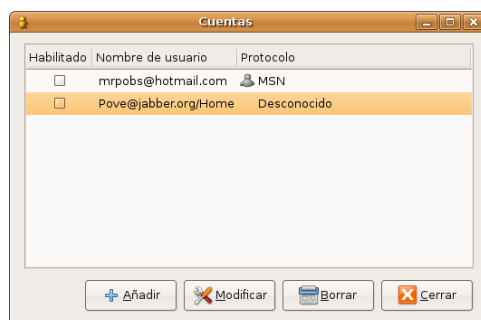 Cuentas
Habilitado Nombre de usuario Protocolo
mrpobs@hotmail.com MSN
Pove@jabber.org/Home Desconocido
Añadir Modificar Borrar Cerrar